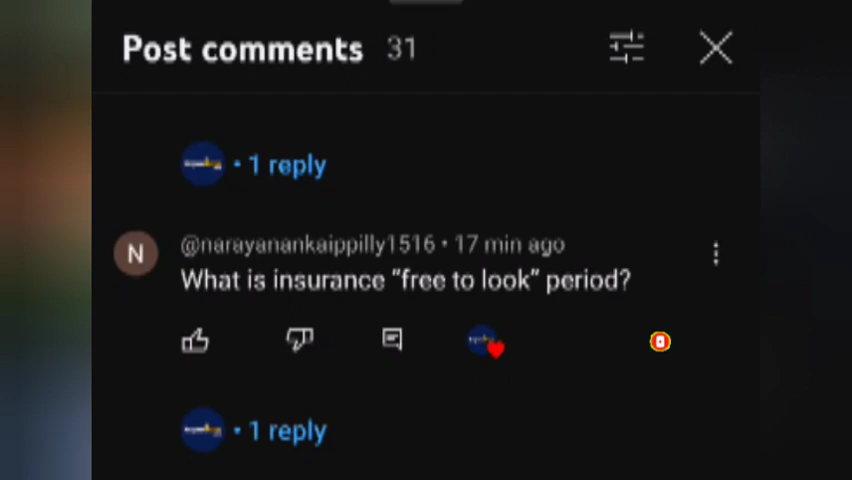 Post comments 31
• 1 reply
N
@narayanankaippilly1516 • 17 min ago
What is insurance “free to look” period?
• 1 reply